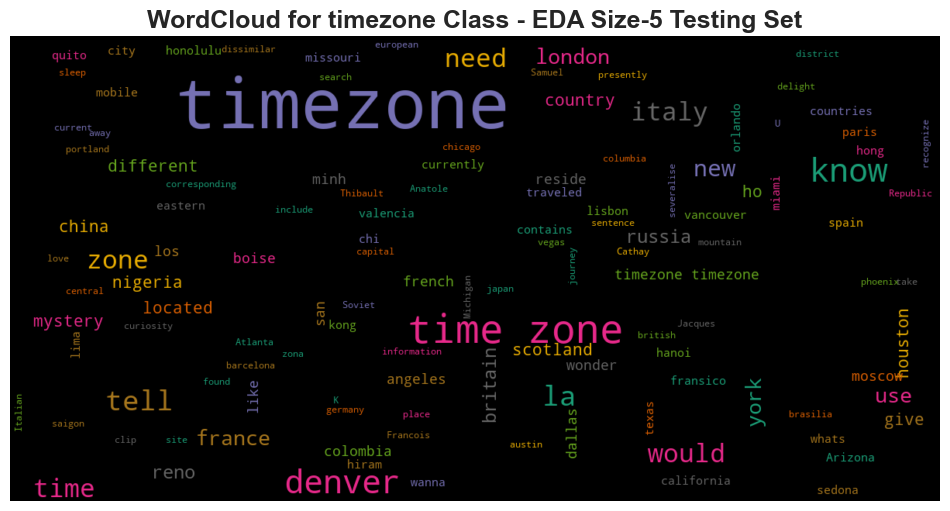 WordCloud for timezone Class - EDA Size-5 Testing Set
quito city honolulu dissimilar missouri european need london district
sleep mobile search timezone Samuel presently country italy delight countries
current away portland different chicago currently columbia orlando U paris hong know recognize
corresponding eastern minh Thibault Anatole reside traveled severalise new ho miami Republic
include valencia lisbon sentence vancouver spain
china chi contains vegas Cathay russia mountain
love zone los boise capital journey timezone timezone phoenix cake
central nigeria french japan
mystery located curiosity san Soviet kong Michigan time zone Jacques british houston
lima Atlanta zona information scotland hanoi
barcelona britain wonder moscow
Italian found like angeles la fransico york use
saigon tell K germany place dallas texas brasilia give
clip site france Francois austin would whats
reno colombia hiram Arizona
time denver wanna california sedona